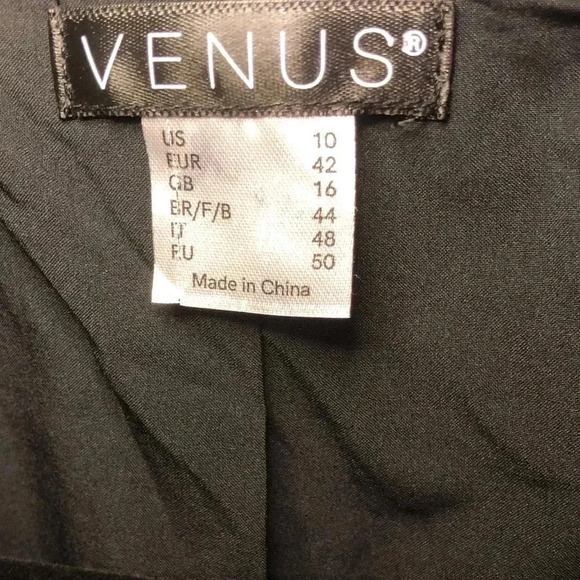 VENUS®
US 10
EUR 42
GB 16
BR/F/B 44
IT 48
RU 50
Made in China